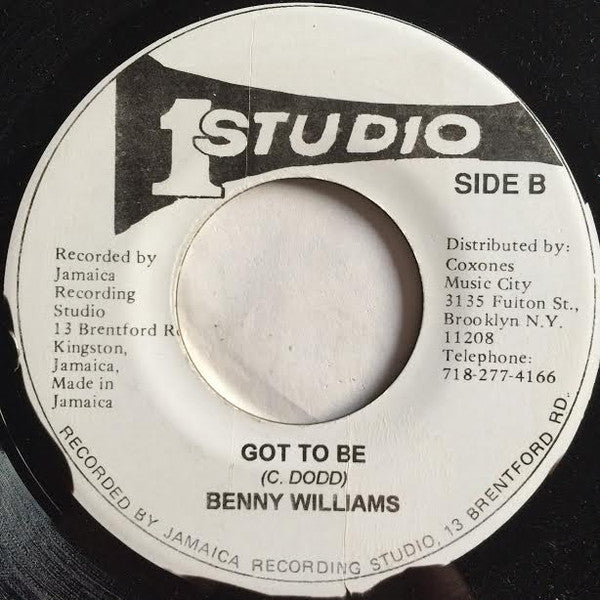 1 STUDIO
SIDE B
Recorded by
Jamaica
Recording
Studio
13 Brentford R
Kingston,
Jamaica,
Made in
Jamaica
Distributed by:
Coxones
Music City
3135 Fulton St.,
Brooklyn N.Y.
11208
Telephone:
718-277-4166
GOT TO BE
(C. DODD)
BENNY WILLIAMS
RECORDED BY JAMAICA RECORDING STUDIO, 13 BRENTFORD RD.